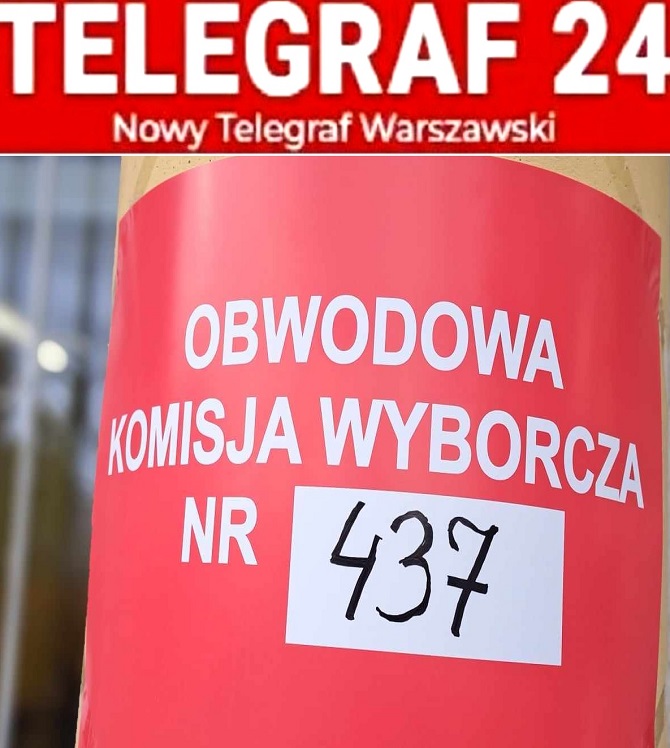 TELEGRAF 24
Nowy Telegraf Warszawski
OBWODOWA
KOMISJA WYBORCZA
NR 437